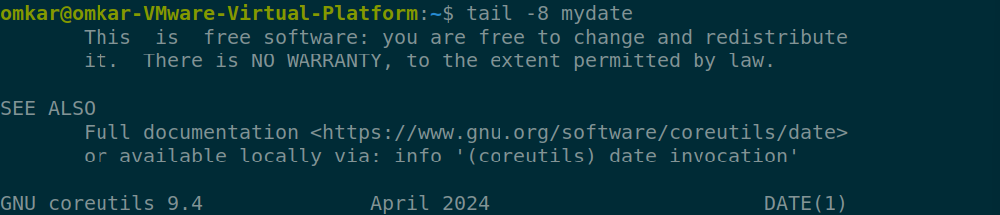 omkar@omkar-VMware-Virtual-Platform:~$ tail -8 mydate
This  is  free software: you are free to change and redistribute
it.  There is NO WARRANTY, to the extent permitted by law.
SEE ALSO
Full documentation <https://www.gnu.org/software/coreutils/date>
or available locally via: info '(coreutils) date invocation'
GNU coreutils 9.4              April 2024                       DATE(1)